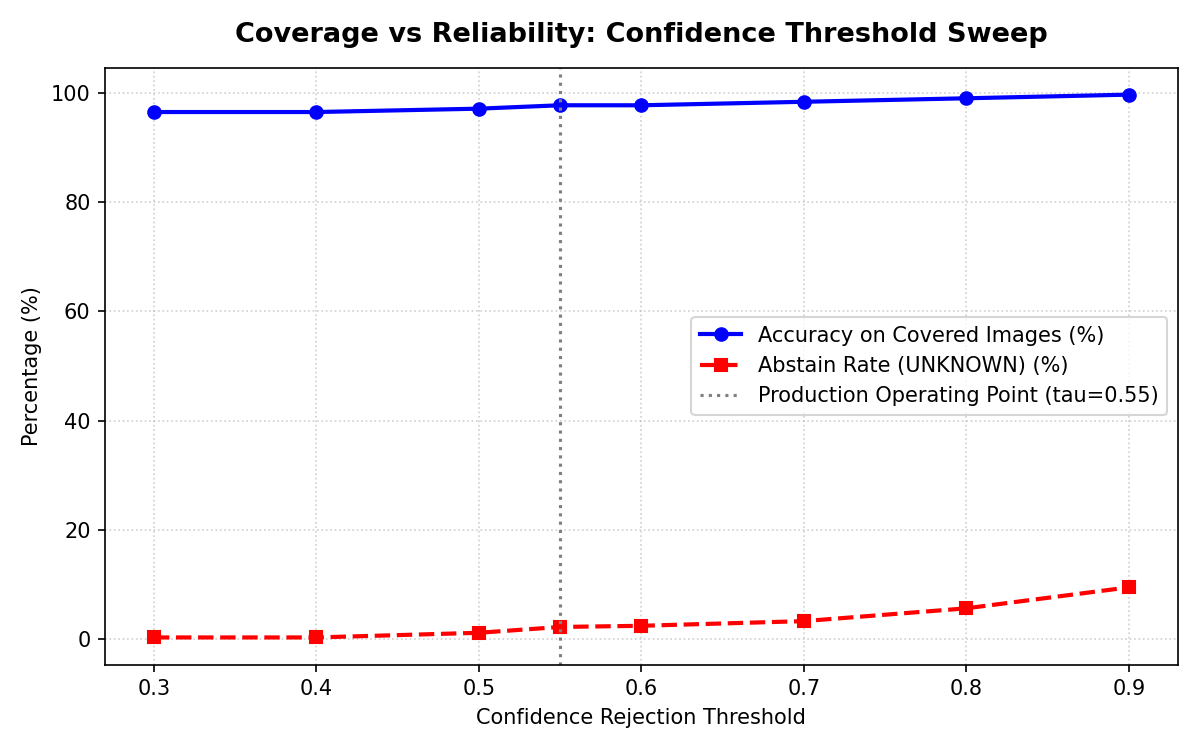 Coverage vs Reliability: Confidence Threshold Sweep
Percentage (%)
100
80
60
40
20
0
Accuracy on Covered Images (%)
Abstain Rate (UNKNOWN) (%)
Production Operating Point (tau=0.55)
0.3 0.4 0.5 0.6 0.7 0.8 0.9
Confidence Rejection Threshold